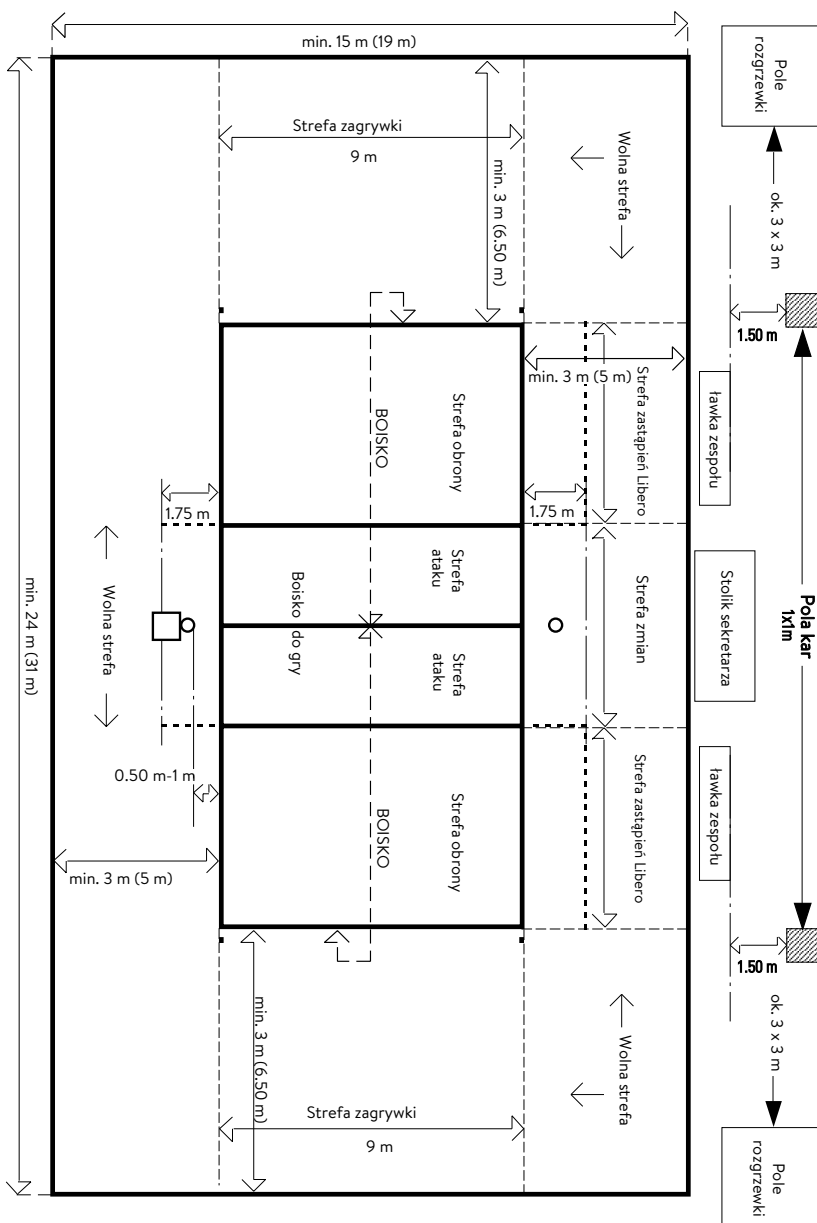 min. 15 m (19 m)
Pole
rozgrzewki
Strefa zagrywki
9 m
min. 3 m (6.50 m)
Wolna strefa
ok. 3 x 3 m
1.50 m
min. 3 m (5 m)
Strefa zastąpień Libero
ławka zespołu
BOISKO
Strefa obrony
1.75 m
1.75 m
min. 24 m (31 m)
Wolna strefa
Boisko do gry
Strefa
ataku
Strefa
ataku
Strefa zmian
Stolik sekretarza
Pola kar
1x1m
0.50 m-1 m
BOISKO
Strefa obrony
Strefa zastąpień Libero
ławka zespołu
min. 3 m (5 m)
1.50 m
min. 3 m (6.50 m)
Wolna strefa
ok. 3 x 3 m
Strefa zagrywki
9 m
Pole
rozgrzewki